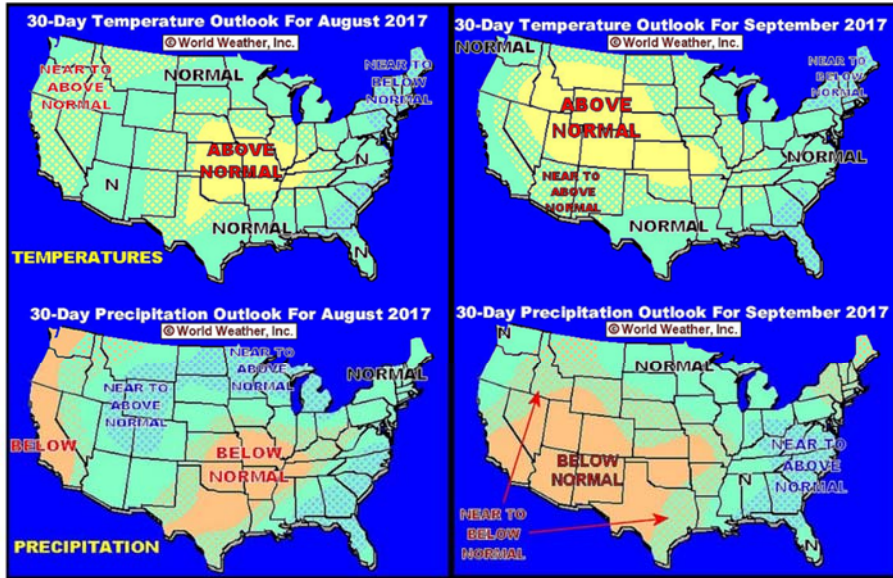 30-Day Temperature Outlook For August 2017
© World Weather, Inc.
NEAR TO
ABOVE
NORMAL
NORMAL
NEAR TO
BELOW
NORMAL
ABOVE
NORMAL
N
N
NORMAL
N
TEMPERATURES
30-Day Temperature Outlook For September 2017
© World Weather, Inc.
NORMAL
NEAR TO
BELOW
NORMAL
ABOVE
NORMAL
NORMAL
NEAR TO
ABOVE
NORMAL
NORMAL
30-Day Precipitation Outlook For August 2017
© World Weather, Inc.
NEAR TO
ABOVE
NORMAL
NORMAL
NEAR TO
ABOVE
NORMAL
BELOW
BELOW
NORMAL
PRECIPITATION
30-Day Precipitation Outlook For September 2017
© World Weather, Inc.
N
NORMAL
BELOW
NORMAL
NEAR TO
ABOVE
NORMAL
N
NEAR TO
BELOW
NORMAL
N